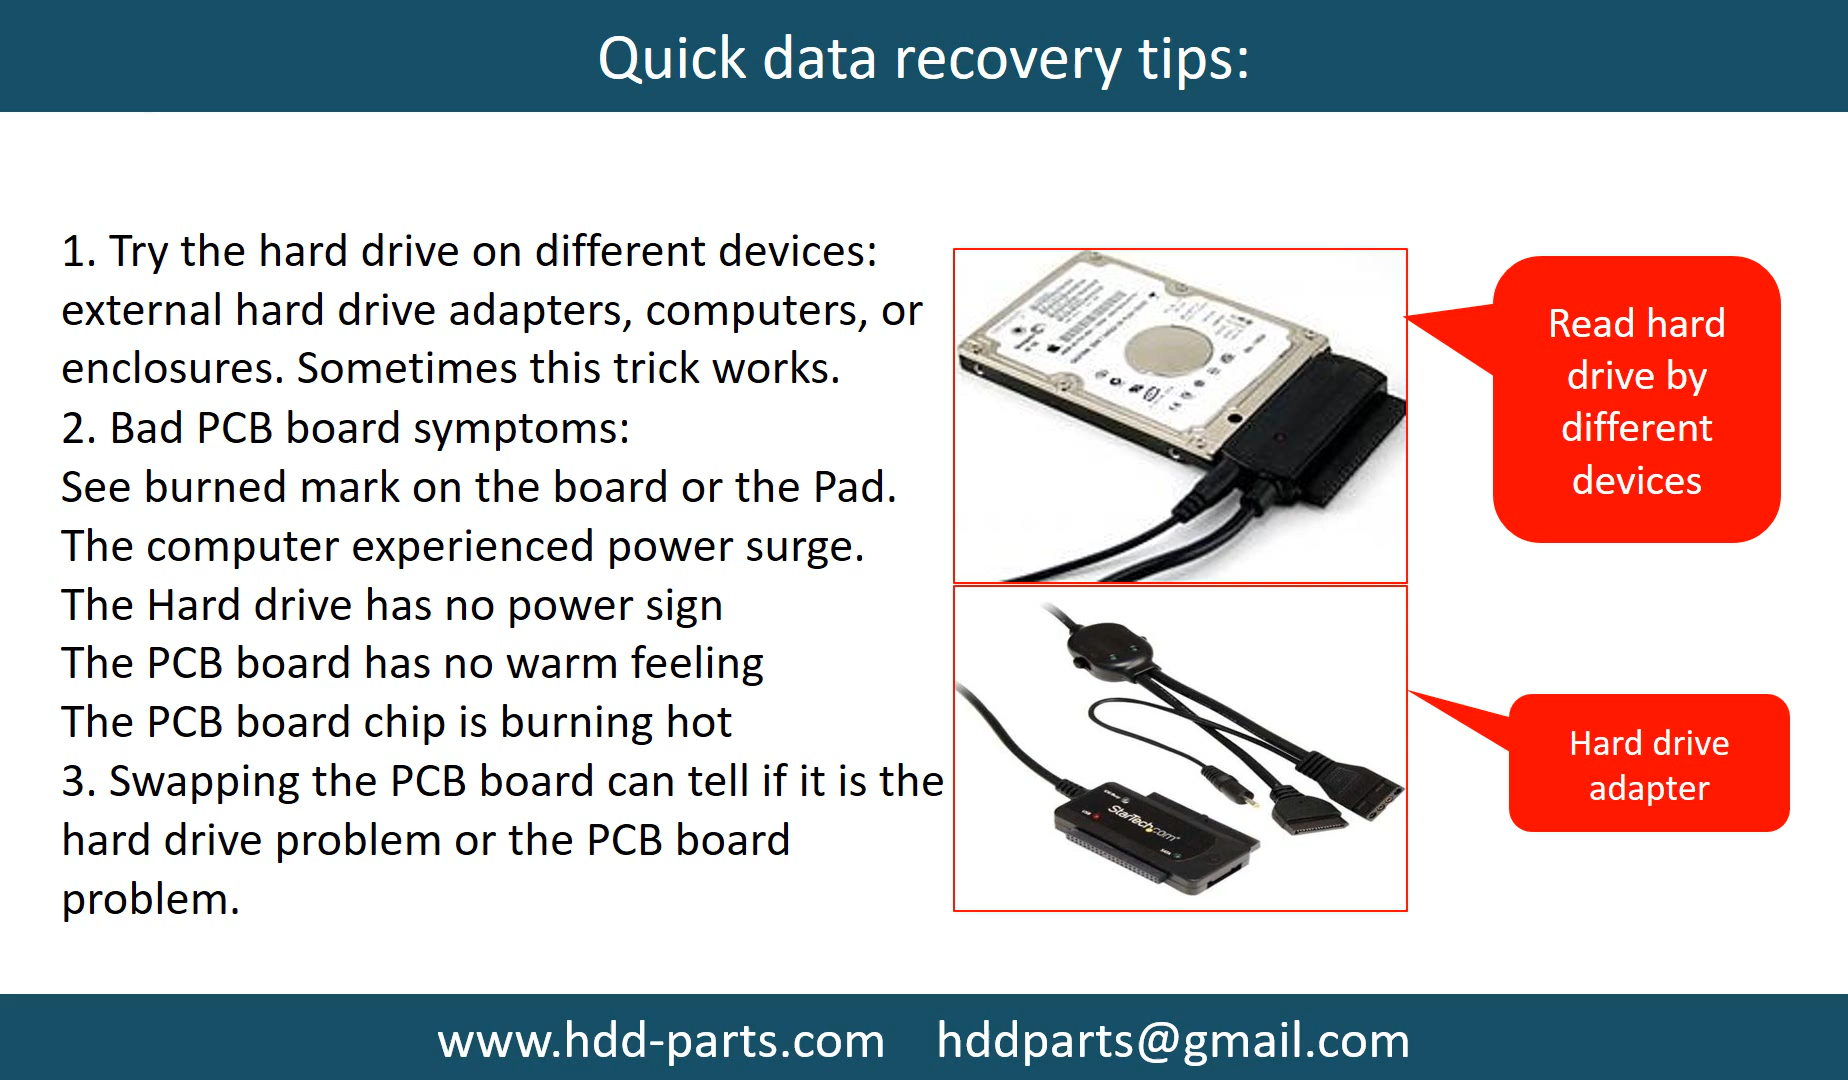 Quick data recovery tips:
1. Try the hard drive on different devices:
external hard drive adapters, computers, or
enclosures. Sometimes this trick works.
2. Bad PCB board symptoms:
See burned mark on the board or the Pad.
The computer experienced power surge.
The Hard drive has no power sign
The PCB board has no warm feeling
The PCB board chip is burning hot
3. Swapping the PCB board can tell if it is the
hard drive problem or the PCB board
problem.
Read hard
drive by
different
devices
StarTech.com
Hard drive
adapter
www.hdd-parts.com hddparts@gmail.com